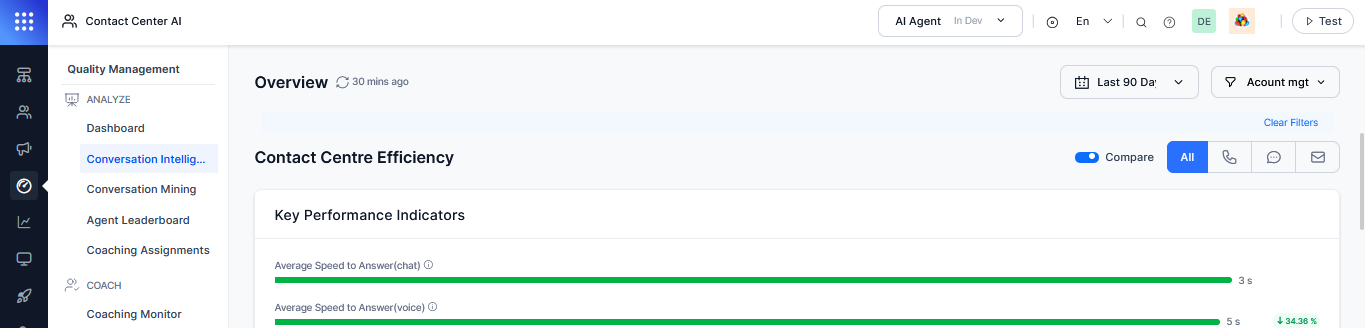 Contact Center AI
AI Agent In Dev
En
DE
Test
Quality Management
ANALYZE
Dashboard
Conversation Intellig...
Conversation Mining
Agent Leaderboard
Coaching Assignments
COACH
Coaching Monitor
Overview 30 mins ago
Last 90 Day
Acount mgt
Clear Filters
Contact Centre Efficiency
Compare
All
Key Performance Indicators
Average Speed to Answer(chat)
3 s
Average Speed to Answer(voice)
5 s
34.36 %